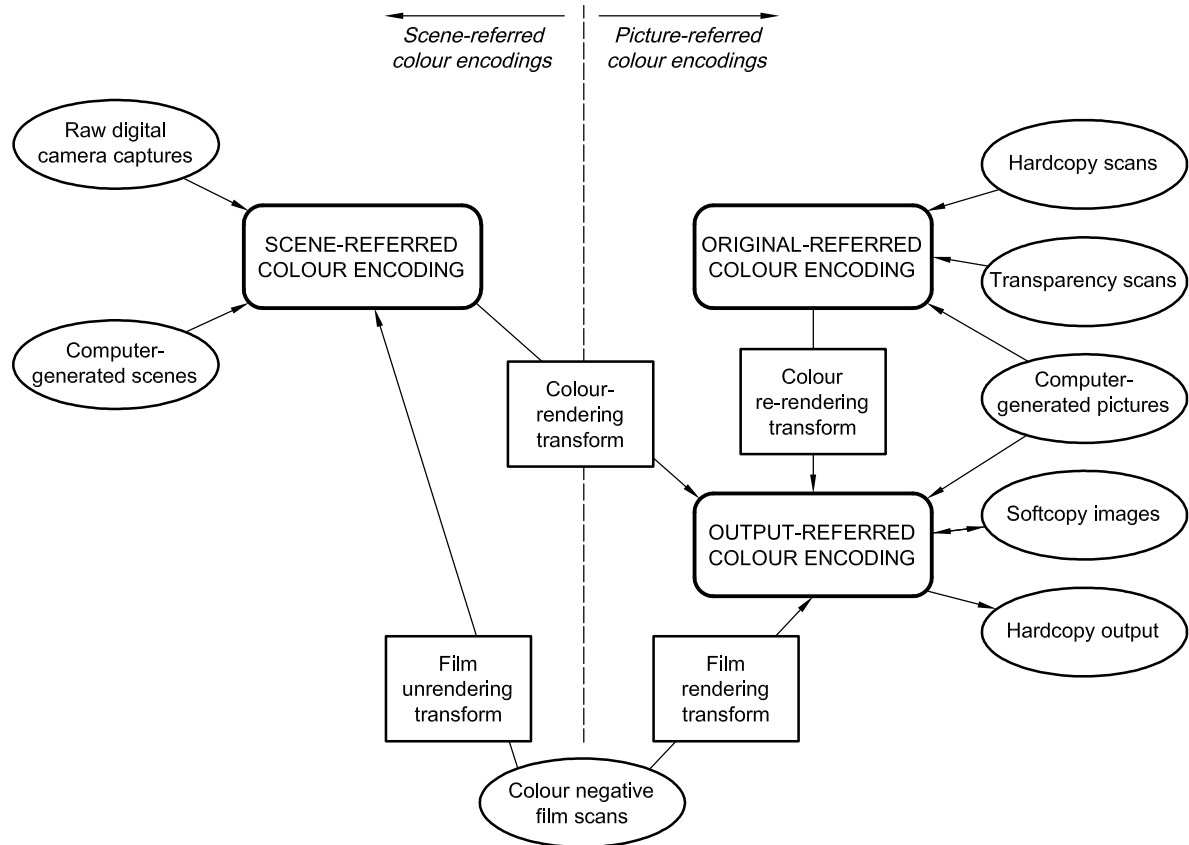 Scene-referred
colour encodings
Picture-referred
colour encodings
Raw digital
camera captures
Hardcopy scans
SCENE-REFERRED
COLOUR ENCODING
ORIGINAL-REFERRED
COLOUR ENCODING
Transparency scans
Computer-
generated scenes
Colour-
rendering
transform
Colour
re-rendering
transform
Computer-
generated pictures
OUTPUT-REFERRED
COLOUR ENCODING
Softcopy images
Hardcopy output
Film
unrendering
transform
Film
rendering
transform
Colour negative
film scans